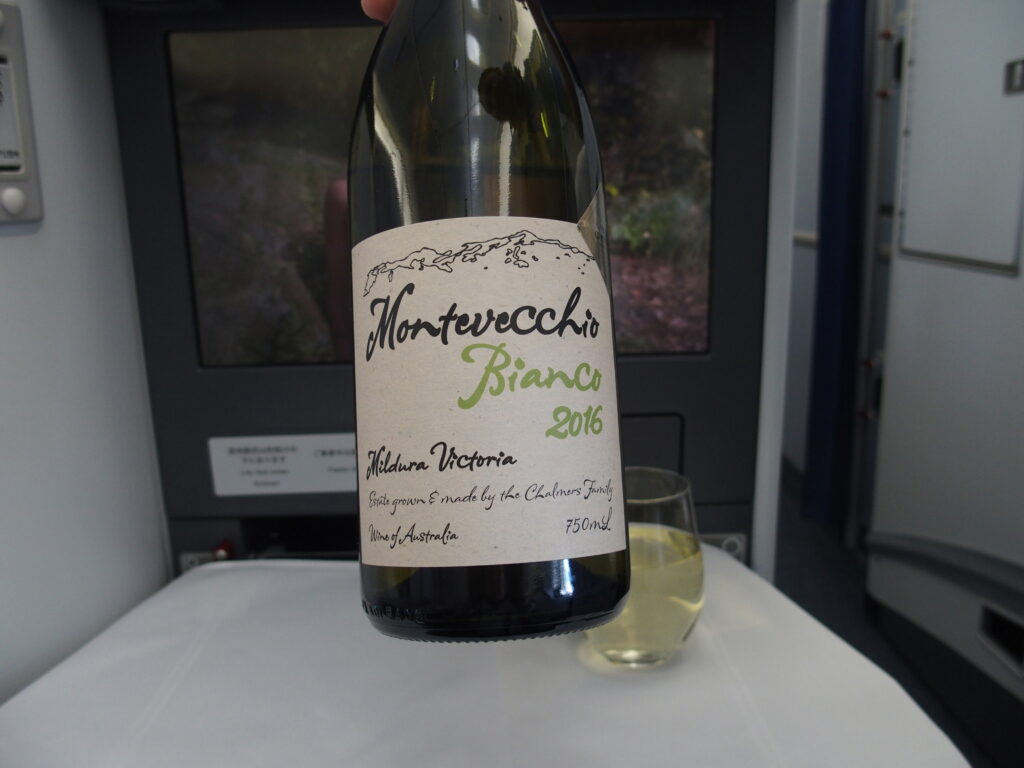 Montevecchio
Bianco
2016
Mildura Victoria
Estate grown & made by the Chalmers Family
Wine of Australia
750mL